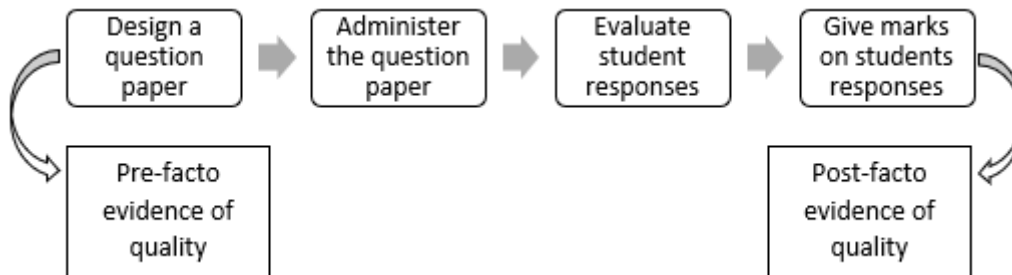 Design a
question
paper
Administer
the question
paper
Evaluate
student
responses
Give marks
on students
responses
Pre-facto
evidence of
quality
Post-facto
evidence of
quality